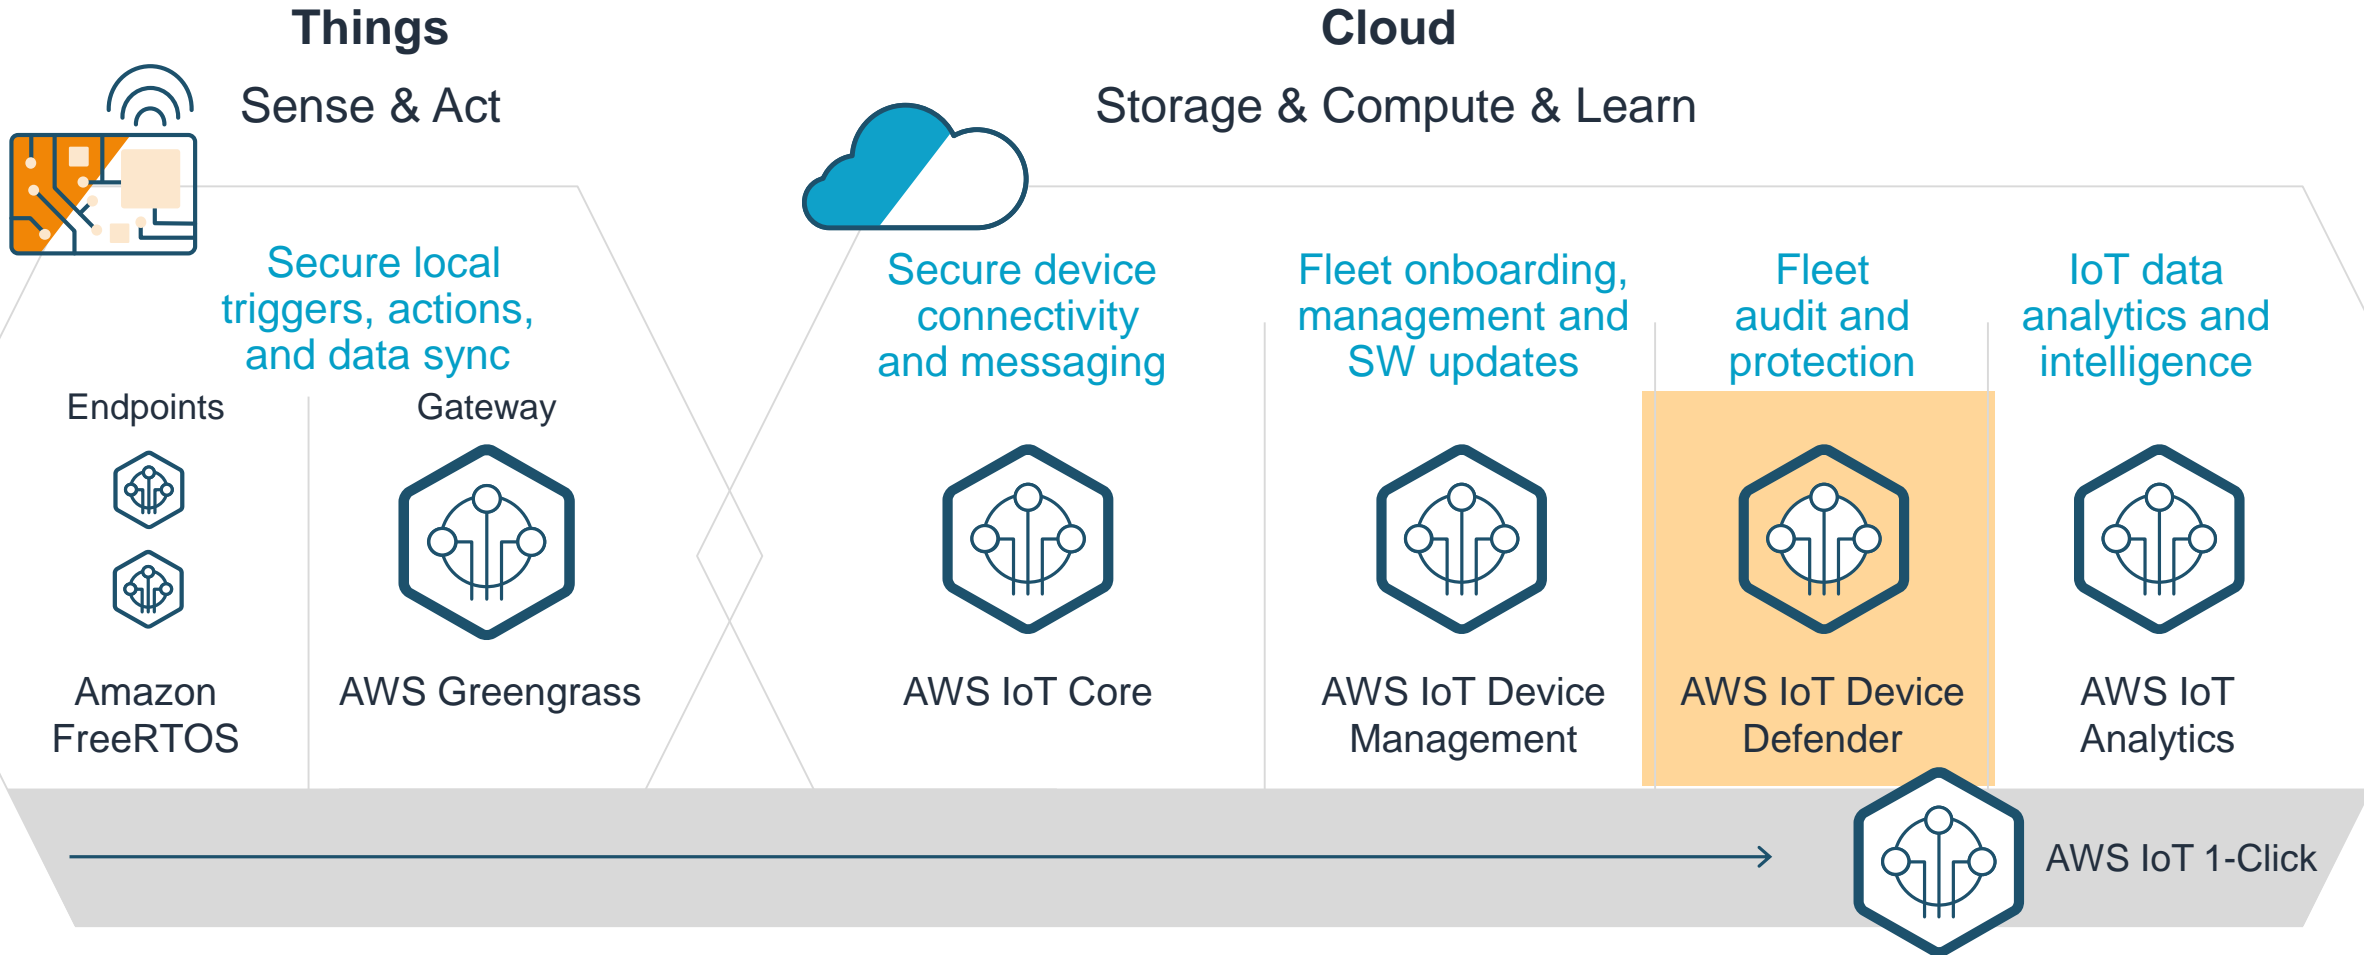 Things
Sense & Act
Cloud
Storage & Compute & Learn
Secure local
triggers, actions,
and data sync
Endpoints
Gateway
Amazon
FreeRTOS
AWS Greengrass
Secure device
connectivity
and messaging
AWS IoT Core
Fleet onboarding,
management and
SW updates
AWS IoT Device
Management
Fleet
audit and
protection
AWS IoT Device
Defender
IoT data
analytics and
intelligence
AWS IoT
Analytics
AWS IoT 1-Click